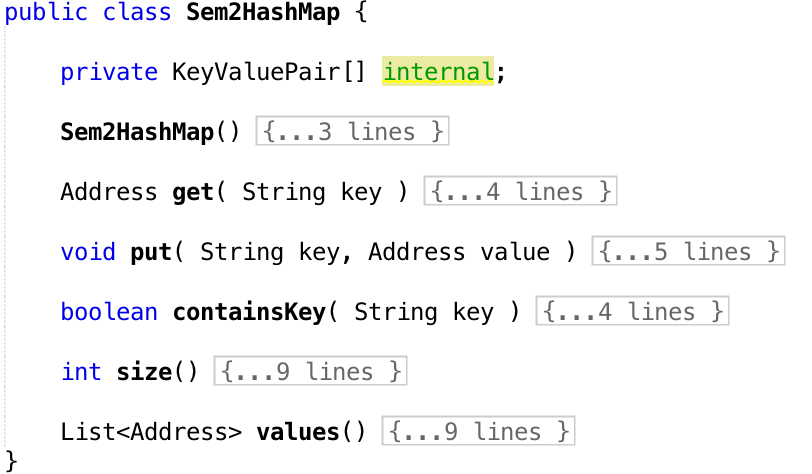 public class Sem2HashMap {
private KeyValuePair[] internal;
Sem2HashMap() {...3 lines }
Address get( String key ) {...4 lines }
void put( String key, Address value ) {...5 lines }
boolean containsKey( String key ) {...4 lines }
int size() {...9 lines }
List<Address> values() {...9 lines }
}